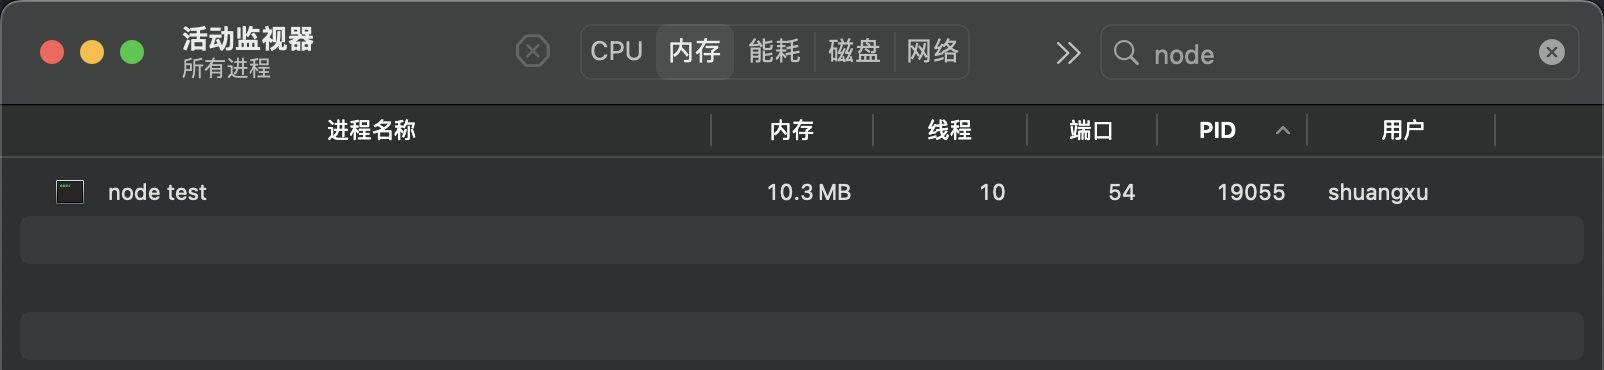 活动监视器
所有进程
CPU 内存 能耗 磁盘 网络
node
进程名称 内存 线程 端口 PID 用户
node test 10.3 MB 10 54 19055 shuangxu